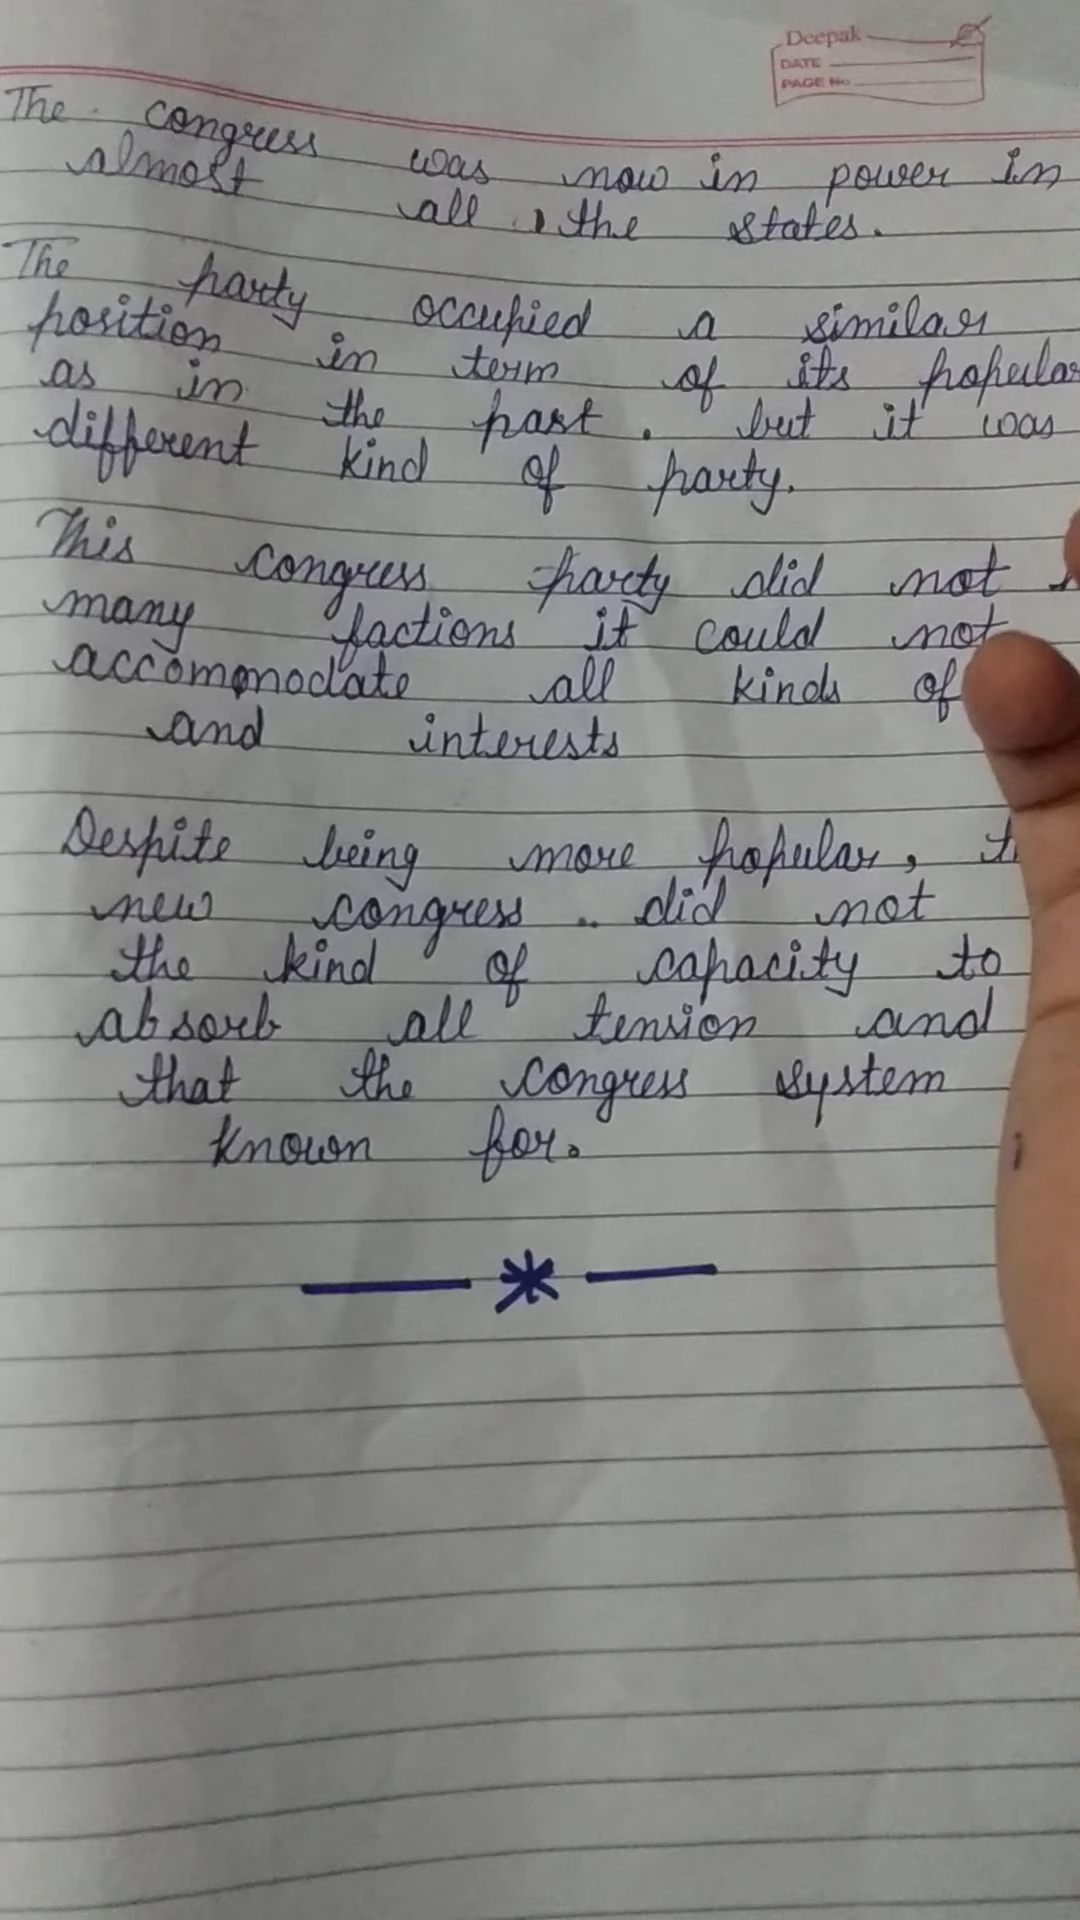 Deepak
DATE
PAGE No.
The congress was now in power in
almost all the states.
The party occupied a similar
position in term of its popular
as in the past. but it was
different kind of party.
This congress party did not
many factions it could not
accommodate all kinds of
and interests
Despite being more popular, t
new congress did not
the kind of capacity to
absorb all tension and
that the congress system
known for.